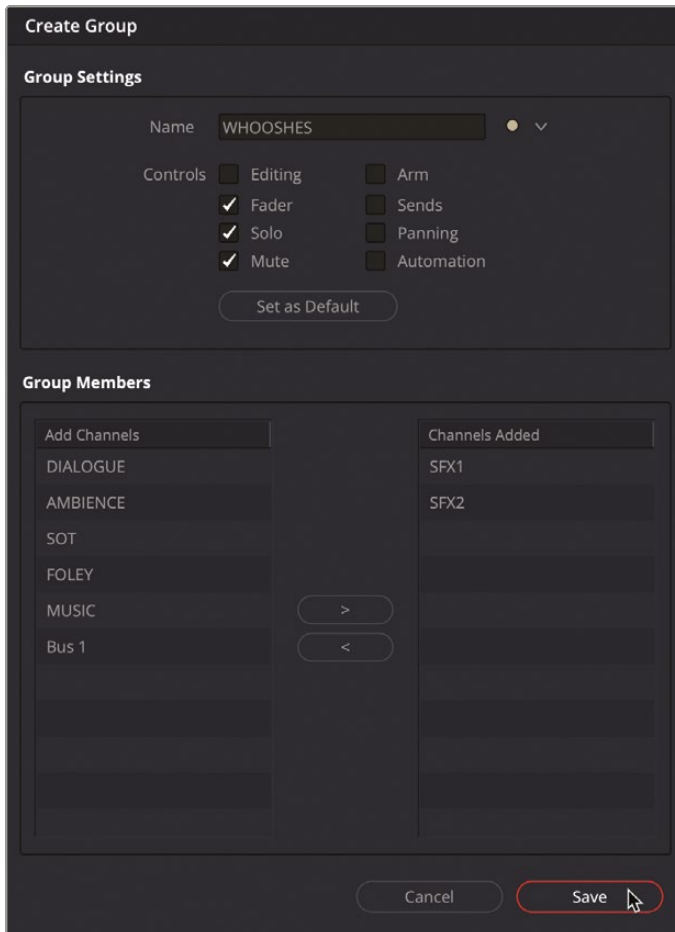 Create Group
Group Settings
Name WHOOSHES
Controls Editing Arm
Fader Sends
Solo Panning
Mute Automation
Set as Default
Group Members
Add Channels Channels Added
DIALOGUE SFX1
AMBIENCE SFX2
SOT
FOLEY
MUSIC >
Bus 1 <
Cancel Save